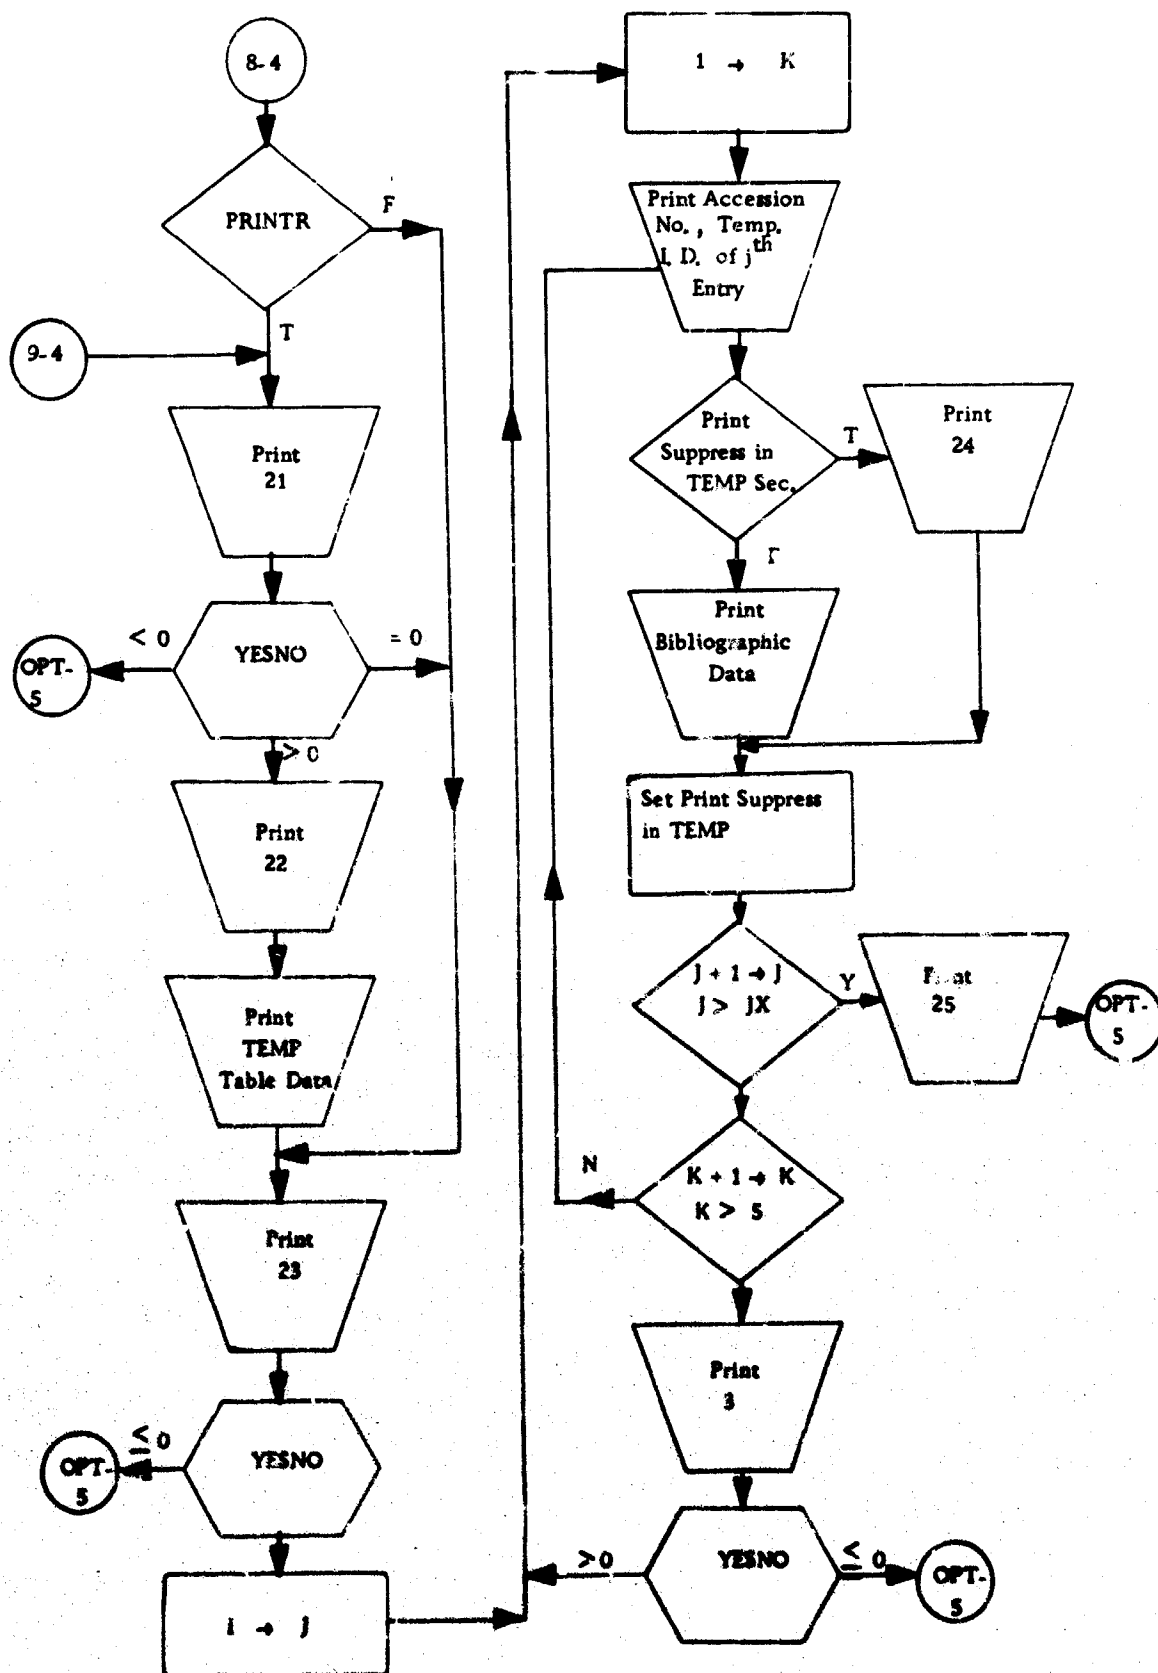 8-4
PRINTR
F
T
9-4
Print
21
YESNO
< 0
= 0
OPT-
5
> 0
Print
22
Print
TEMP
Table Data
Print
23
YESNO
≤ 0
OPT-
5
1 → J
1 → K
Print Accession
No., Temp.
I.D. of jth
Entry
Print
Suppress in
TEMP Sec.
T
Print
24
F
Print
Bibliographic
Data
Set Print Suppress
in TEMP
J + 1 → J
J > JX
Y
Print
25
OPT-
5
K + 1 → K
K > 5
N
Print
3
YESNO
> 0
≤ 0
OPT-
5